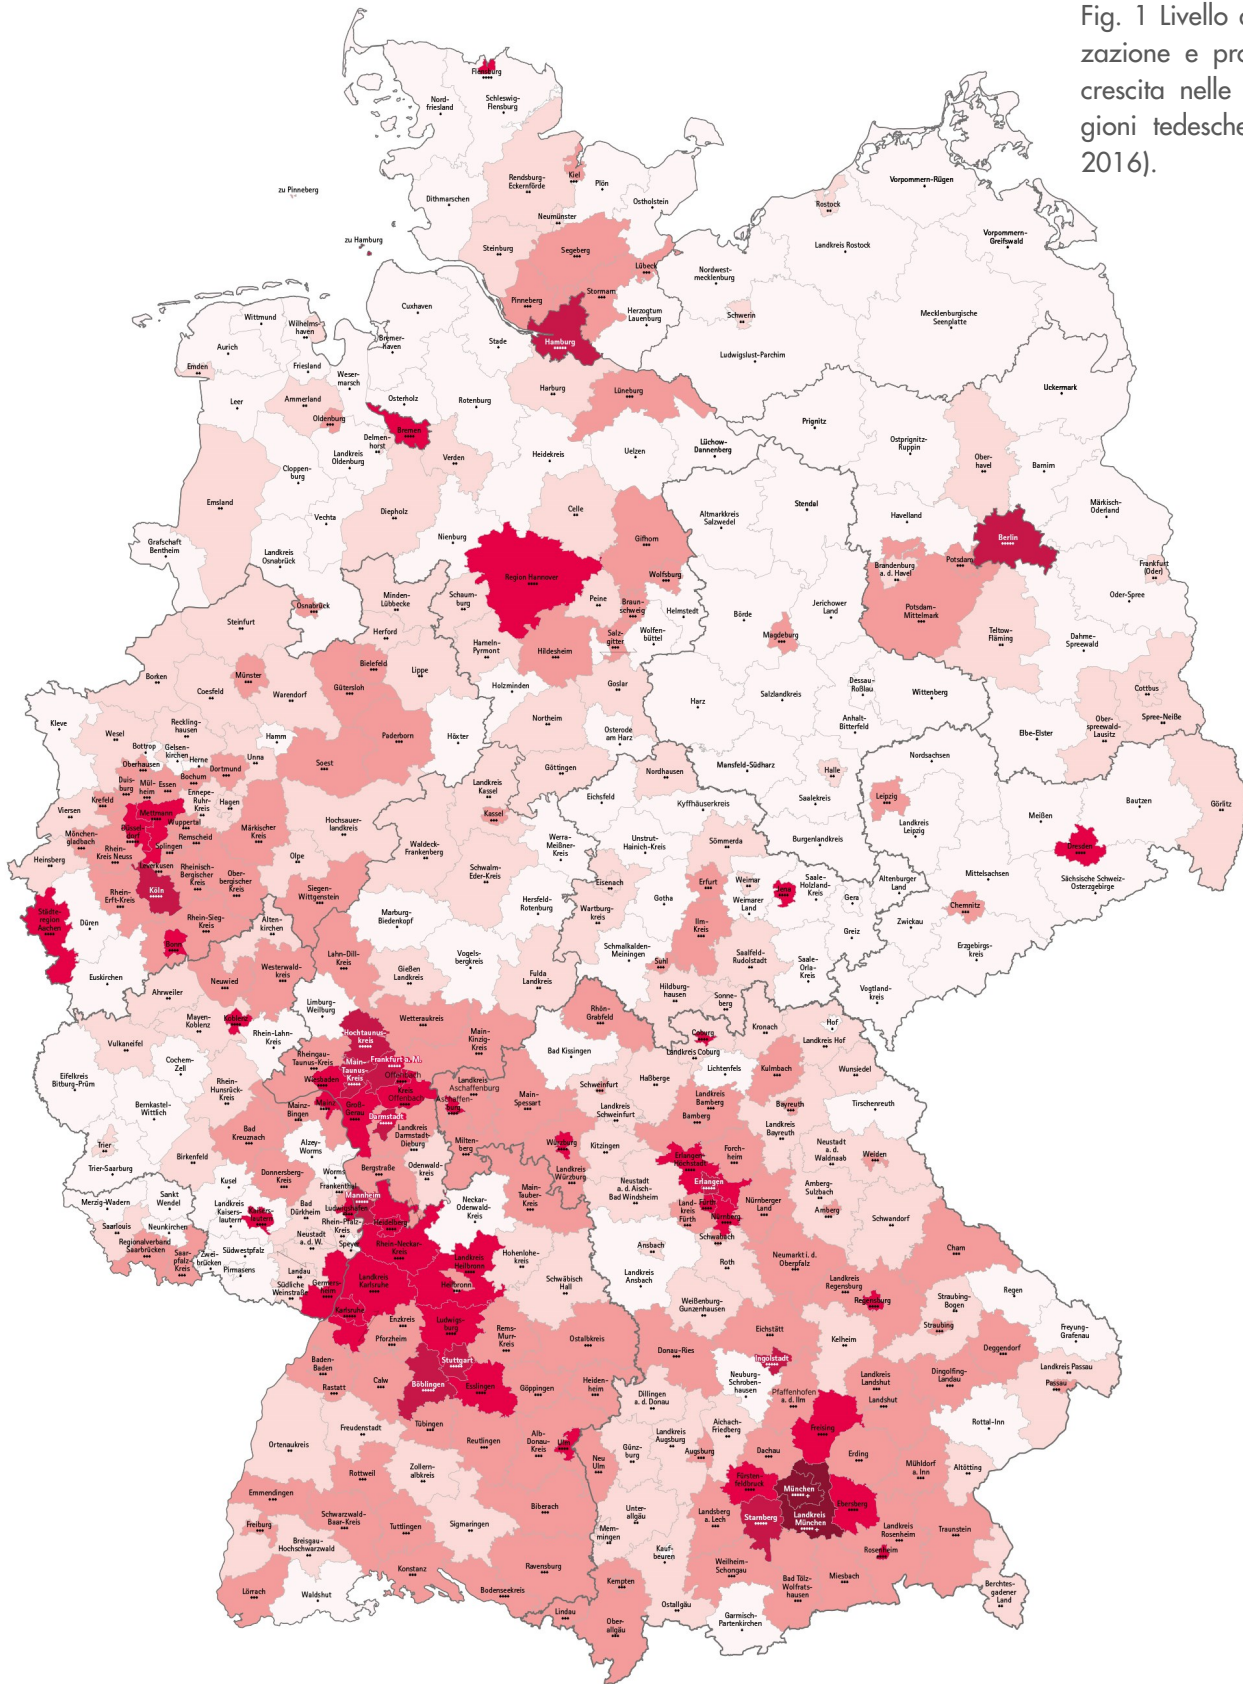 Fig. 1 Livello
zazione e
crescita nelle
gioni tedesche
2016).
Flensburg
Nord-
friesland
Schleswig-
Flensburg
zu Pinneberg
Rendsburg-
Eckernförde
Kiel
Plön
Dithmarschen
Ostholstein
Neumünster
Vorpommern-Rügen
Rostock
zu Hamburg
Steinburg
Segeberg
Landkreis Rostock
Vorpommern-
Greifswald
Lübeck
Nordwest-
mecklenburg
Pinneberg
Stormarn
Cuxhaven
Herzogtum
Lauenburg
Schwerin
Mecklenburgische
Seenplatte
Wittmund
Wilhelms-
haven
Bremer-
haven
Stade
Hamburg
Aurich
Ludwigslust-Parchim
Emden
Friesland
Weser-
marsch
Uckermark
Leer
Ammerland
Osterholz
Rotenburg
Harburg
Lüneburg
Oldenburg
Bremen
Prignitz
Delmen-
horst
Landkreis
Oldenburg
Verden
Heidekreis
Uelzen
Lüchow-
Dannenberg
Ostprignitz-
Ruppin
Ober-
havel
Barnim
Cloppen-
burg
Emsland
Diepholz
Celle
Altmarkkreis
Salzwedel
Stendal
Havelland
Märkisch-
Oderland
Vechta
Nienburg
Gifhorn
Berlin
Grafschaft
Bentheim
Landkreis
Osnabrück
Region Hannover
Wolfsburg
Brandenburg
a. d. Havel
Potsdam
Frankfurt
(Oder)
Osnabrück
Minden-
Lübbecke
Schaum-
burg
Peine
Braun-
schweig
Helmstedt
Börde
Jerichower
Land
Potsdam-
Mittelmark
Oder-Spree
Steinfurt
Herford
Hameln-
Pyrmont
Hildesheim
Salz-
gitter
Wolfen-
büttel
Magdeburg
Teltow-
Fläming
Dahme-
Spreewald
Borken
Coesfeld
Münster
Warendorf
Bielefeld
Gütersloh
Lippe
Holzminden
Goslar
Harz
Salzlandkreis
Dessau-
Roßlau
Wittenberg
Cottbus
Kleve
Wesel
Reckling-
hausen
Hamm
Paderborn
Höxter
Northeim
Osterode
am Harz
Anhalt-
Bitterfeld
Elbe-Elster
Ober-
spreewald-
Lausitz
Spree-Neiße
Bottrop
Gelsen-
kirchen
Herne
Unna
Soest
Göttingen
Nordhausen
Mansfeld-Südharz
Halle
Nordsachsen
Oberhausen
Dortmund
Bochum
Duis-
burg
Mül-
heim
Essen
Ennepe-
Ruhr-
Kreis
Hagen
Landkreis
Kassel
Eichsfeld
Kyffhäuserkreis
Saalekreis
Leipzig
Landkreis
Leipzig
Meißen
Bautzen
Görlitz
Krefeld
Viersen
Mettmann
Wuppertal
Märkischer
Kreis
Hochsauer-
landkreis
Kassel
Mönchen-
gladbach
Düssel-
dorf
Remscheid
Solingen
Waldeck-
Frankenberg
Werra-
Meißner-
Kreis
Unstrut-
Hainich-Kreis
Sömmerda
Burgenlandkreis
Dresden
Heinsberg
Rhein-
Kreis Neuss
Leverkusen
Rheinisch-
Bergischer
Kreis
Ober-
bergischer
Kreis
Olpe
Schwalm-
Eder-Kreis
Eisenach
Erfurt
Weimar
Weimarer
Land
Jena
Saale-
Holzland-
Kreis
Altenburger
Land
Mittelsachsen
Sächsische Schweiz-
Osterzgebirge
Köln
Rhein-
Erft-Kreis
Siegen-
Wittgenstein
Hersfeld-
Rotenburg
Wartburg-
kreis
Gotha
Gera
Chemnitz
Städte-
region
Aachen
Düren
Rhein-Sieg-
Kreis
Alten-
kirchen
Marburg-
Biedenkopf
Ilm-
Kreis
Greiz
Zwickau
Bonn
Schmalkalden-
Meiningen
Saalfeld-
Rudolstadt
Saale-
Orla-
Kreis
Erzgebirgs-
kreis
Euskirchen
Neuwied
Westerwald-
kreis
Lahn-Dill-
Kreis
Gießen
Landkreis
Vogels-
bergkreis
Fulda
Landkreis
Suhl
Hildburg-
hausen
Sonne-
berg
Vogtland-
kreis
Ahrweiler
Limburg-
Weilburg
Rhön-
Grabfeld
Mayen-
Koblenz
Koblenz
Wetteraukreis
Coburg
Kronach
Hof
Vulkaneifel
Rhein-Lahn-
Kreis
Hochtaunus-
kreis
Main-
Kinzig-
Kreis
Bad Kissingen
Landkreis Coburg
Landkreis Hof
Cochem-
Zell
Rheingau-
Taunus-Kreis
Main-
Taunus-
Kreis
Frankfurt a. M.
Lichtenfels
Kulmbach
Wunsiedel
Eifelkreis
Bitburg-Prüm
Wiesbaden
Offenbach
Kreis
Offenbach
Landkreis
Aschaffenburg
Schweinfurt
Haßberge
Rhein-
Hunsrück-
Kreis
Aschaffen-
burg
Main-
Spessart
Landkreis
Schweinfurt
Landkreis
Bamberg
Bamberg
Bayreuth
Tirschenreuth
Bernkastel-
Wittlich
Mainz-
Bingen
Mainz
Groß-
Gerau
Darmstadt
Landkreis
Darmstadt-
Dieburg
Landkreis
Bayreuth
Bad
Kreuznach
Alzey-
Worms
Milten-
berg
Würzburg
Kitzingen
Erlangen-
Höchstadt
Forch-
heim
Neustadt
a. d.
Waldnaab
Weiden
Trier
Trier-Saarburg
Birkenfeld
Bergstraße
Odenwald-
kreis
Landkreis
Würzburg
Donnersberg-
Kreis
Worms
Frankenthal
Main-
Tauber-
Kreis
Neustadt
a. d. Aisch-
Bad Windsheim
Erlangen
Amberg-
Sulzbach
Merzig-Wadern
Sankt
Wendel
Kusel
Landkreis
Kaisers-
lautern
Kaisers-
lautern
Bad
Dürkheim
Mannheim
Ludwigshafen
Neckar-
Odenwald-
Kreis
Land-
kreis
Fürth
Fürth
Nürnberg
Nürnberger
Land
Amberg
Schwandorf
Saarlouis
Neunkirchen
Heidelberg
Rhein-Pfalz-
Kreis
Neustadt
a. d. W.
Speyer
Rhein-Neckar-
Kreis
Schwabach
Regionalverband
Saarbrücken
Saar-
pfalz-
Kreis
Zwei-
brücken
Südwestpfalz
Pirmasens
Landau
Südliche
Weinstraße
Germers-
heim
Landkreis
Karlsruhe
Landkreis
Heilbronn
Heilbronn
Hohenlohe-
kreis
Ansbach
Landkreis
Ansbach
Roth
Neumarkt i. d.
Oberpfalz
Cham
Schwäbisch
Hall
Landkreis
Regensburg
Regensburg
Regen
Karlsruhe
Enzkreis
Ludwigs-
burg
Weißenburg-
Gunzenhausen
Straubing-
Bogen
Straubing
Freyung-
Grafenau
Pforzheim
Rems-
Murr-
Kreis
Ostalbkreis
Donau-Ries
Eichstätt
Kelheim
Deggendorf
Baden-
Baden
Stuttgart
Ingolstadt
Rastatt
Calw
Böblingen
Esslingen
Göppingen
Heiden-
heim
Neuburg-
Schroben-
hausen
Landkreis
Landshut
Dingolfing-
Landau
Landkreis Passau
Passau
Dillingen
a. d. Donau
Pfaffenhofen
a. d. Ilm
Landshut
Freudenstadt
Tübingen
Aichach-
Friedberg
Freising
Rottal-Inn
Ortenaukreis
Reutlingen
Alb-
Donau-
Kreis
Ulm
Günz-
burg
Landkreis
Augsburg
Augsburg
Dachau
Erding
Rottweil
Zollern-
albkreis
Neu
Ulm
Mühldorf
a. Inn
Altötting
Emmendingen
Fürsten-
feldbruck
München
Ebersberg
Schwarzwald-
Baar-Kreis
Biberach
Unter-
allgäu
Landsberg
a. Lech
Starnberg
Landkreis
München
Freiburg
Tuttlingen
Sigmaringen
Mem-
mingen
Landkreis
Rosenheim
Traunstein
Breisgau-
Hochschwarzwald
Kauf-
beuren
Rosenheim
Lörrach
Waldshut
Konstanz
Ravensburg
Kempten
Weilheim-
Schongau
Bad Tölz-
Wolfrats-
hausen
Miesbach
Berchtes-
gadener
Land
Bodenseekreis
Lindau
Ostallgäu
Ober-
allgäu
Garmisch-
Partenkirchen